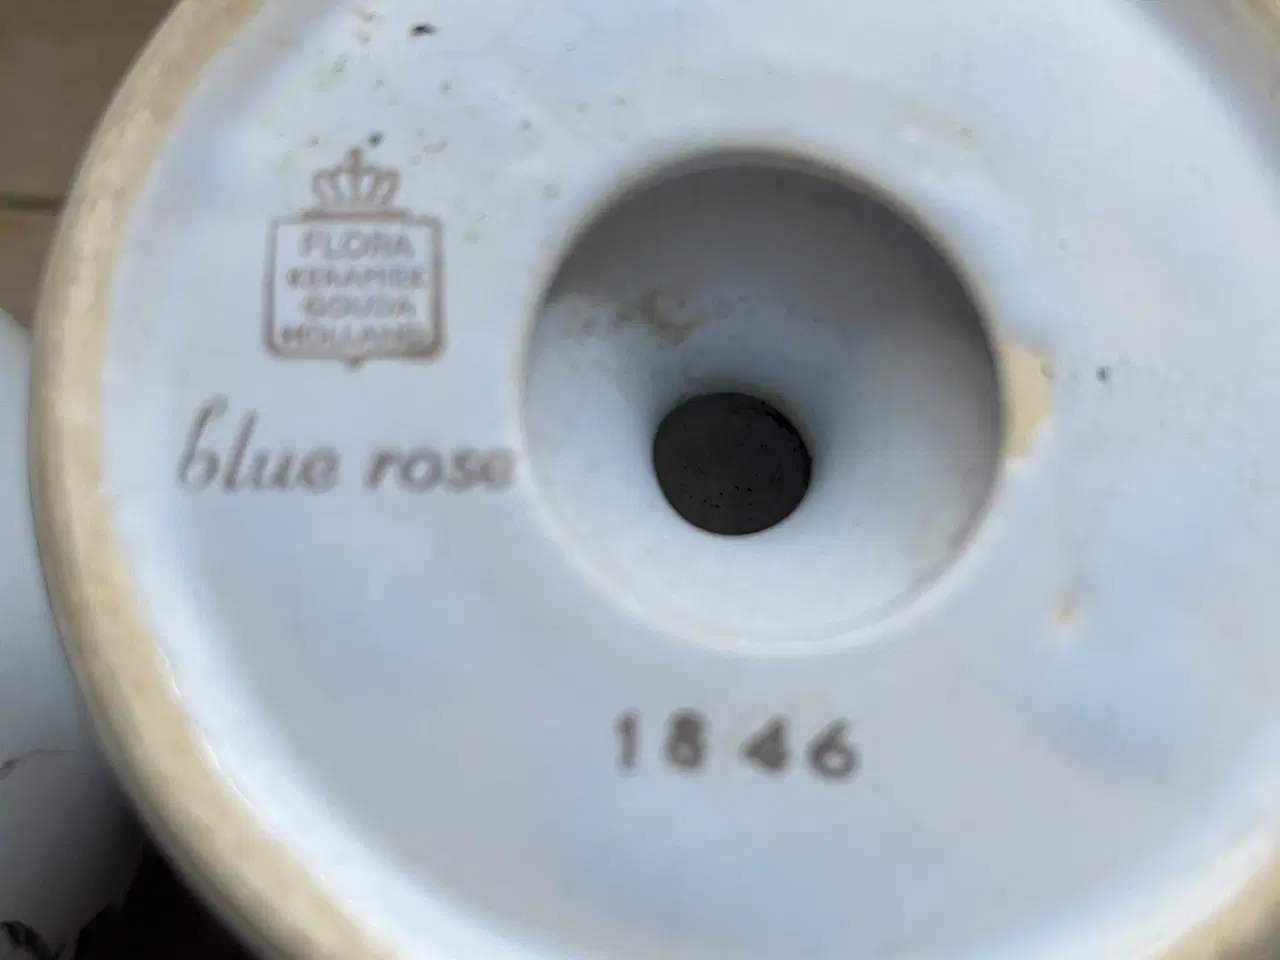 FLORA
KERAMIEK
GOUDA
HOLLAND
blue rose
1846